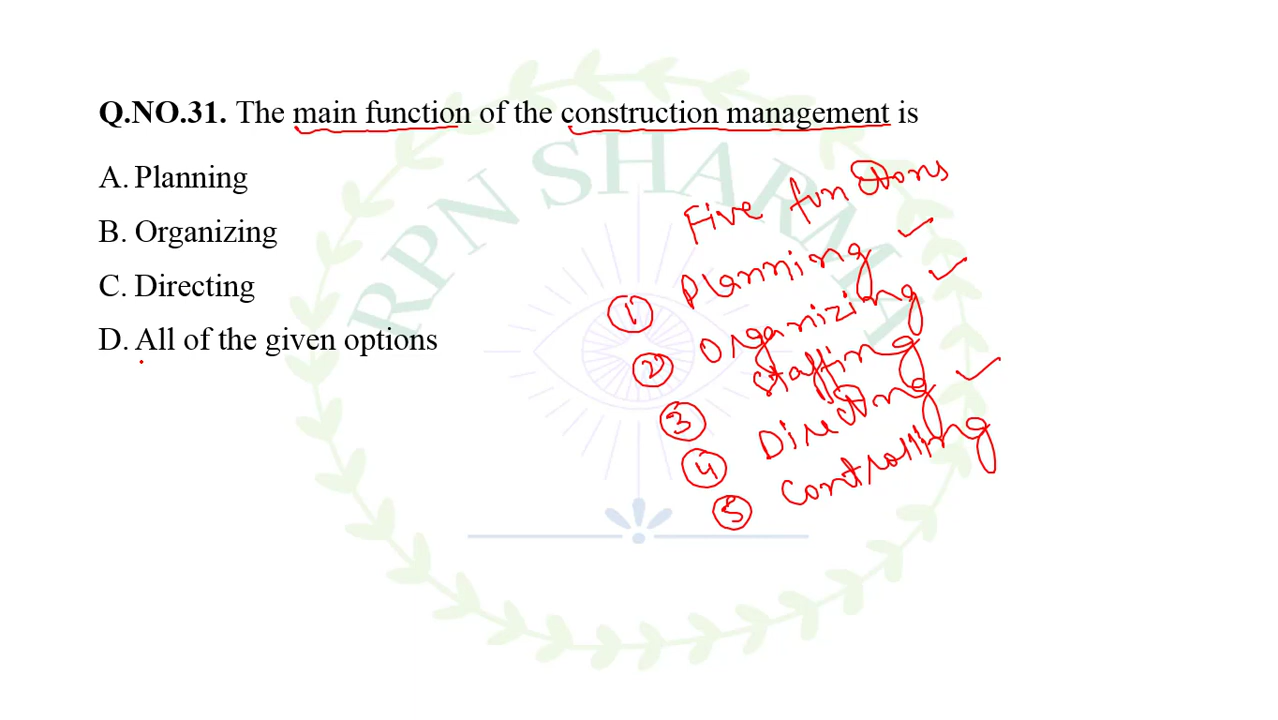 Q.NO.31. The main function of the construction management is
A. Planning
B. Organizing
C. Directing
D. All of the given options
Five functions
① Planning ✓
② Organizing ✓
③ Staffing
④ Directing ✓
⑤ Controlling
RPN SHARMA